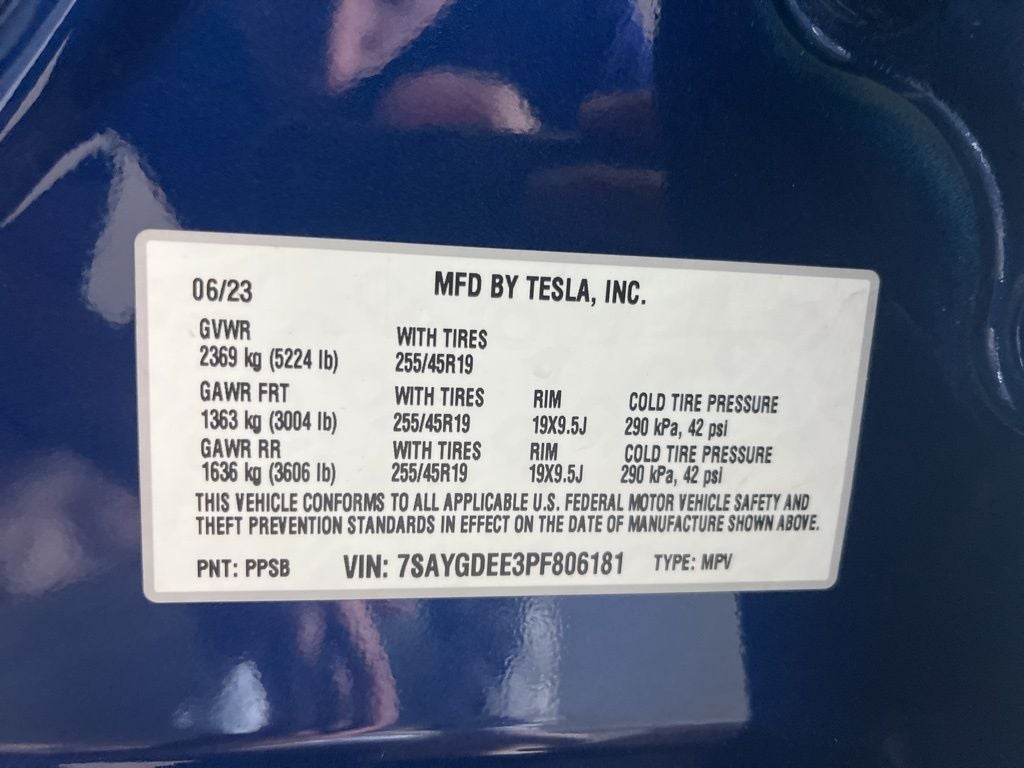 06/23 MFD BY TESLA, INC.
GVWR WITH TIRES
2369 kg (5224 lb) 255/45R19
GAWR FRT WITH TIRES RIM COLD TIRE PRESSURE
1363 kg (3004 lb) 255/45R19 19X9.5J 290 kPa, 42 psi
GAWR RR WITH TIRES RIM COLD TIRE PRESSURE
1636 kg (3606 lb) 255/45R19 19X9.5J 290 kPa, 42 psi
THIS VEHICLE CONFORMS TO ALL APPLICABLE U.S. FEDERAL MOTOR VEHICLE SAFETY AND
THEFT PREVENTION STANDARDS IN EFFECT ON THE DATE OF MANUFACTURE SHOWN ABOVE.
PNT: PPSB VIN: 7SAYGDEE3PF806181 TYPE: MPV